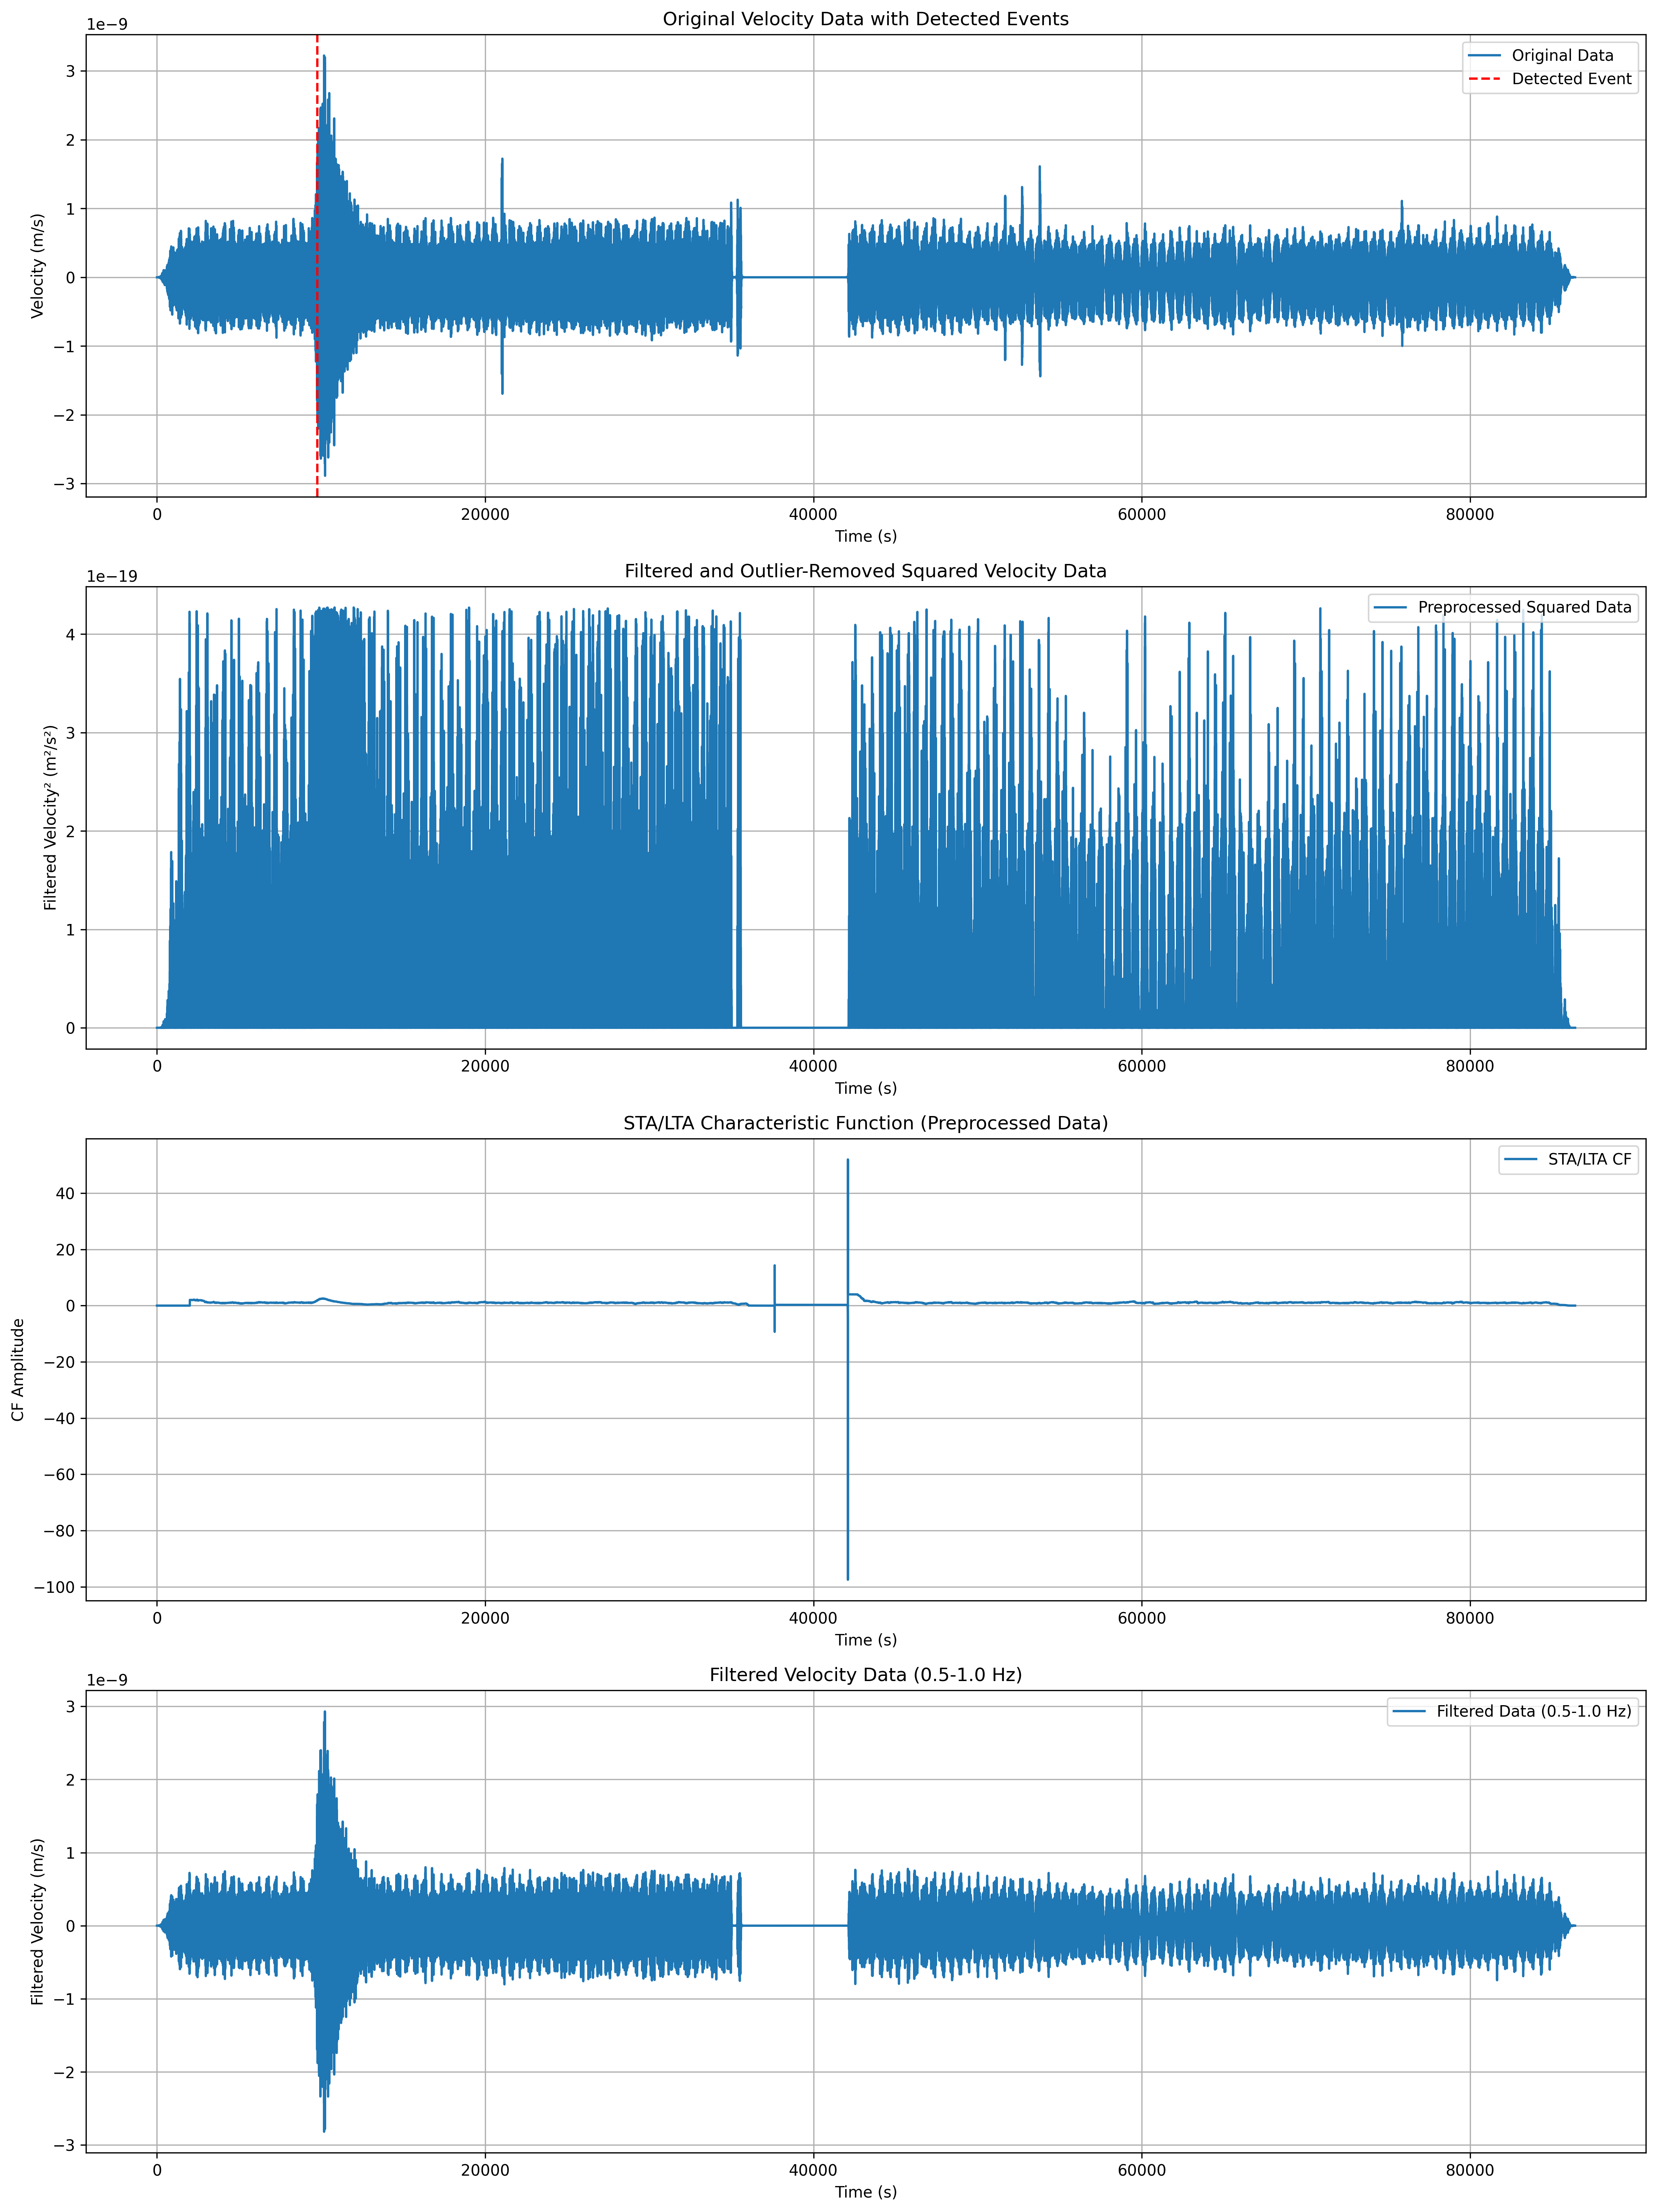 Original Velocity Data with Detected Events
1e−9
Original Data
Detected Event
3
2
1
0
−1
−2
−3
Velocity (m/s)
0 20000 40000 60000 80000
Time (s)
Filtered and Outlier-Removed Squared Velocity Data
1e−19
Preprocessed Squared Data
4
3
2
1
0
Filtered Velocity² (m²/s²)
0 20000 40000 60000 80000
Time (s)
STA/LTA Characteristic Function (Preprocessed Data)
STA/LTA CF
40
20
0
−20
−40
−60
−80
−100
CF Amplitude
0 20000 40000 60000 80000
Time (s)
Filtered Velocity Data (0.5-1.0 Hz)
1e−9
Filtered Data (0.5-1.0 Hz)
3
2
1
0
−1
−2
−3
Filtered Velocity (m/s)
0 20000 40000 60000 80000
Time (s)